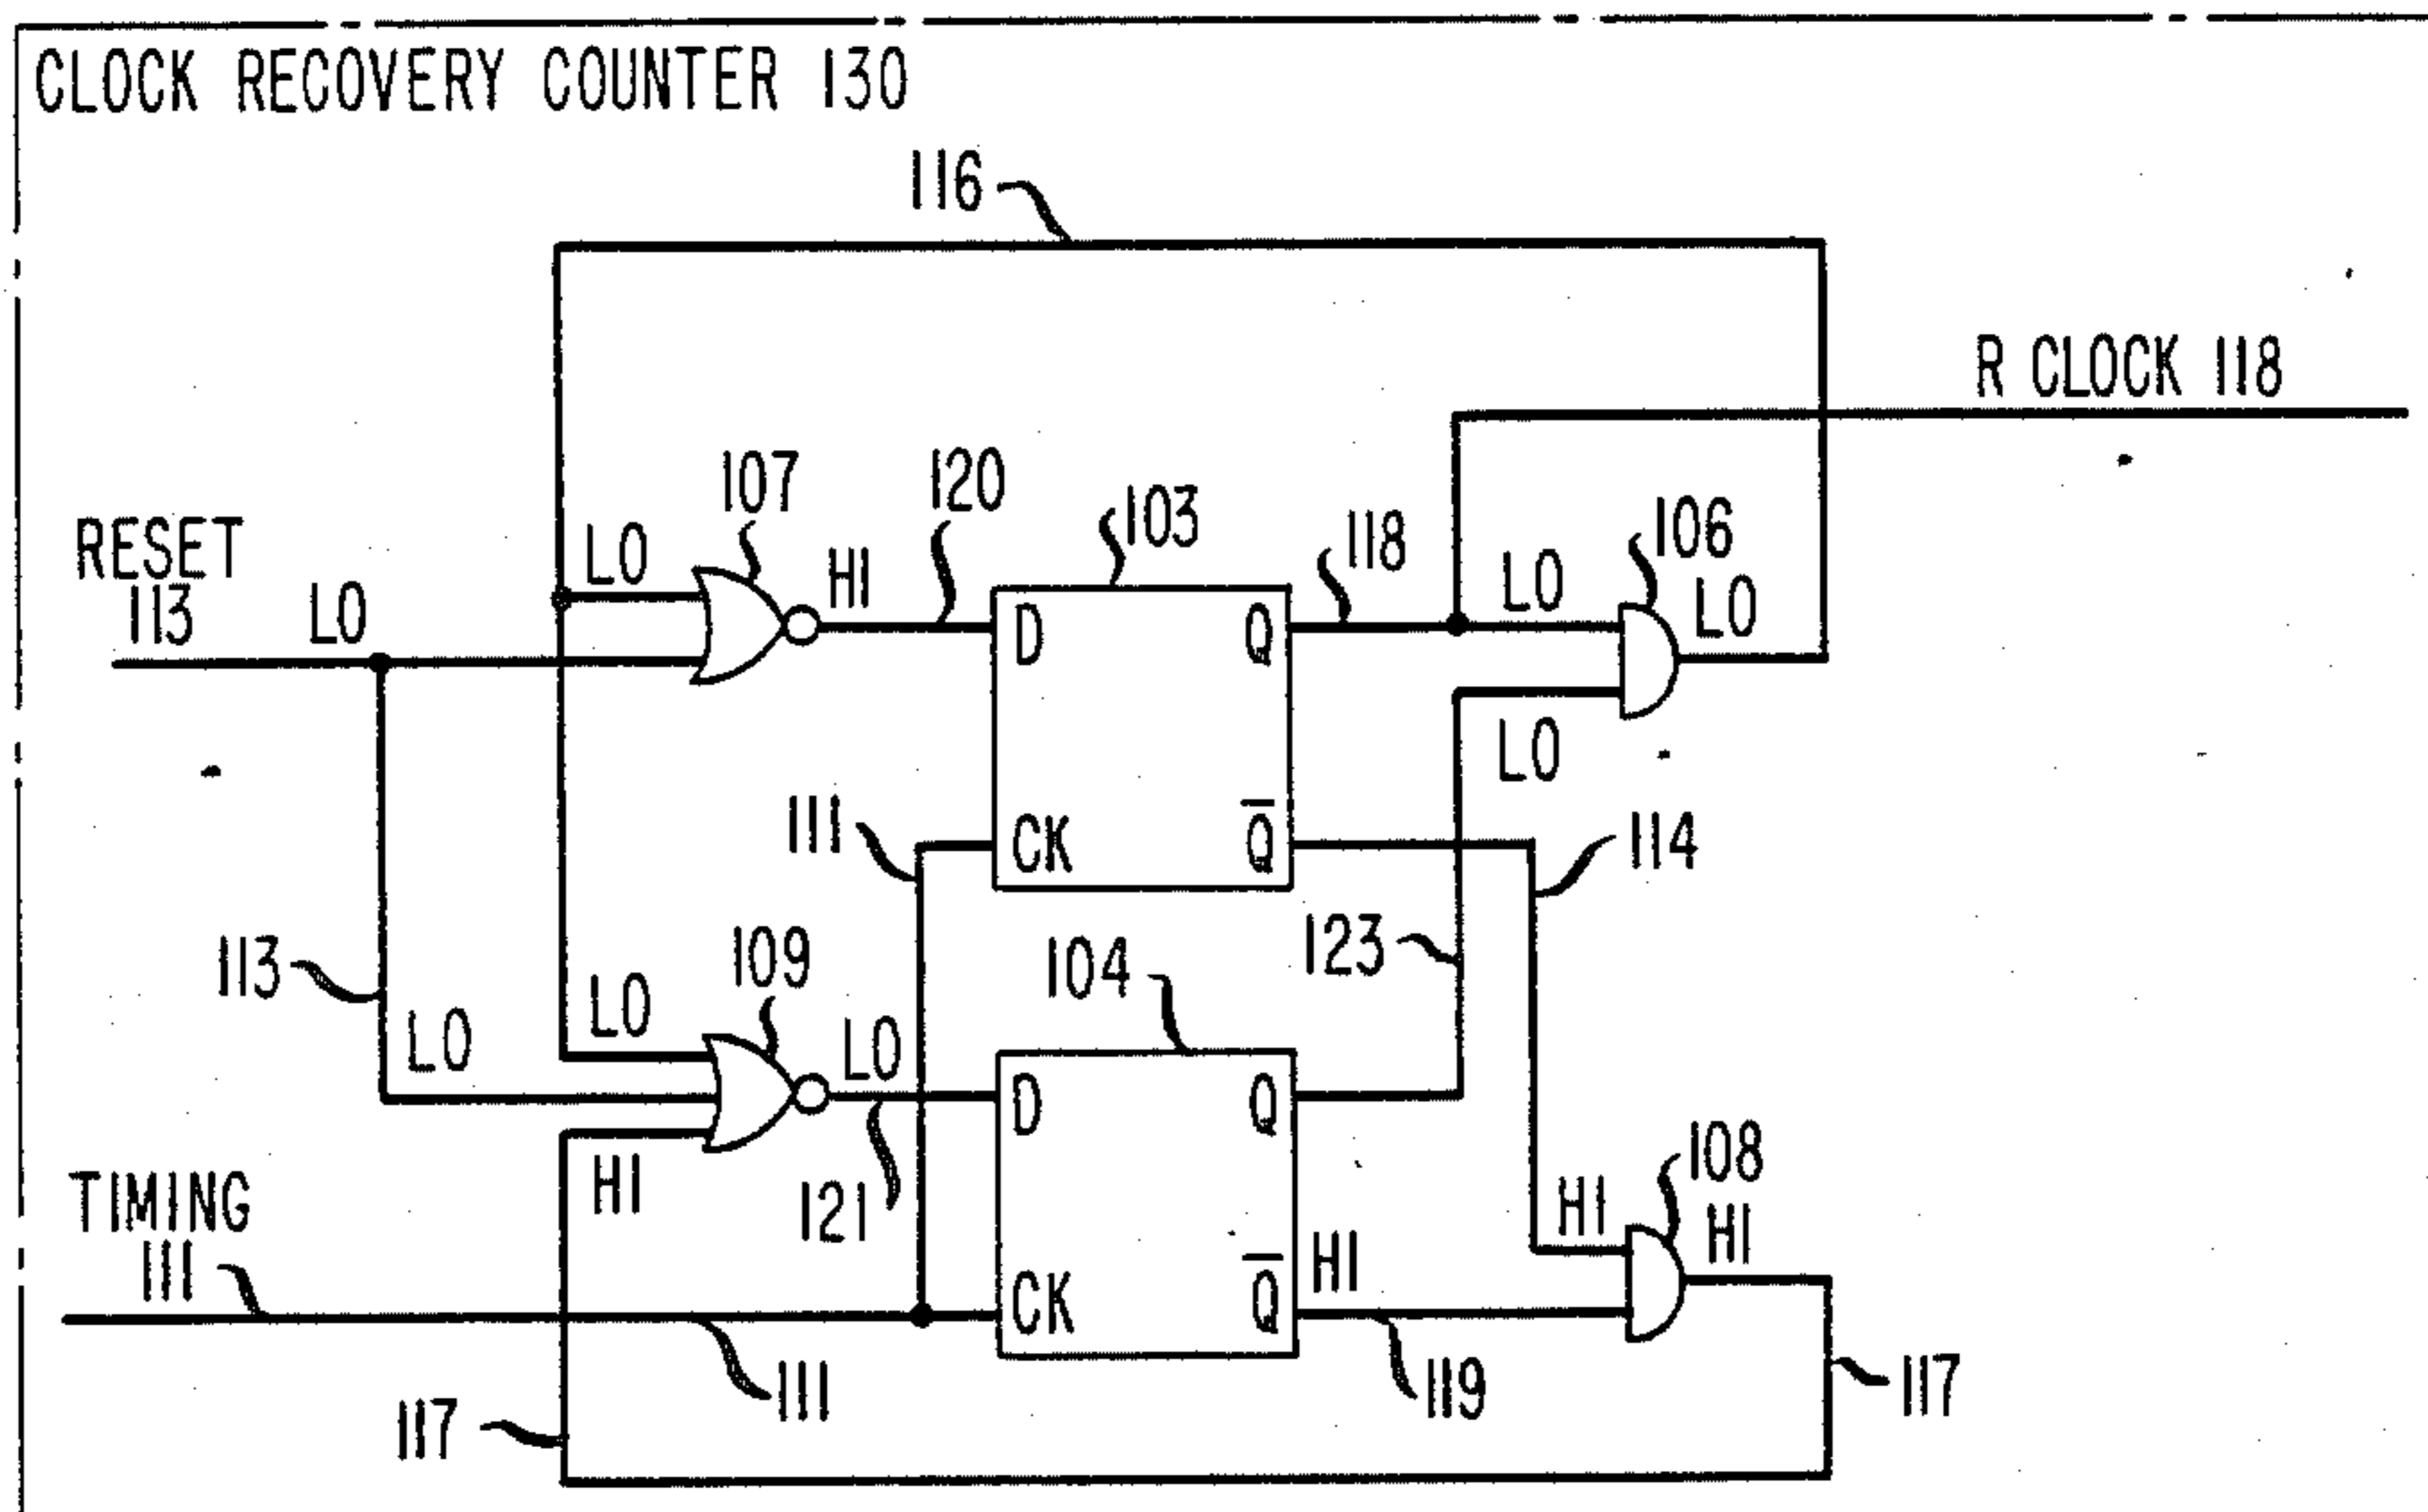 CLOCK RECOVERY COUNTER 130
116
R CLOCK 118
RESET
113
LO
LO
107
HI
120
103
118
LO
106
LO
D
Q
LO
111
CK
Q̅
114
113
LO
LO
109
LO
104
123
D
Q
HI
121
TIMING
111
CK
Q̅
HI
HI
108
HI
111
119
117
117